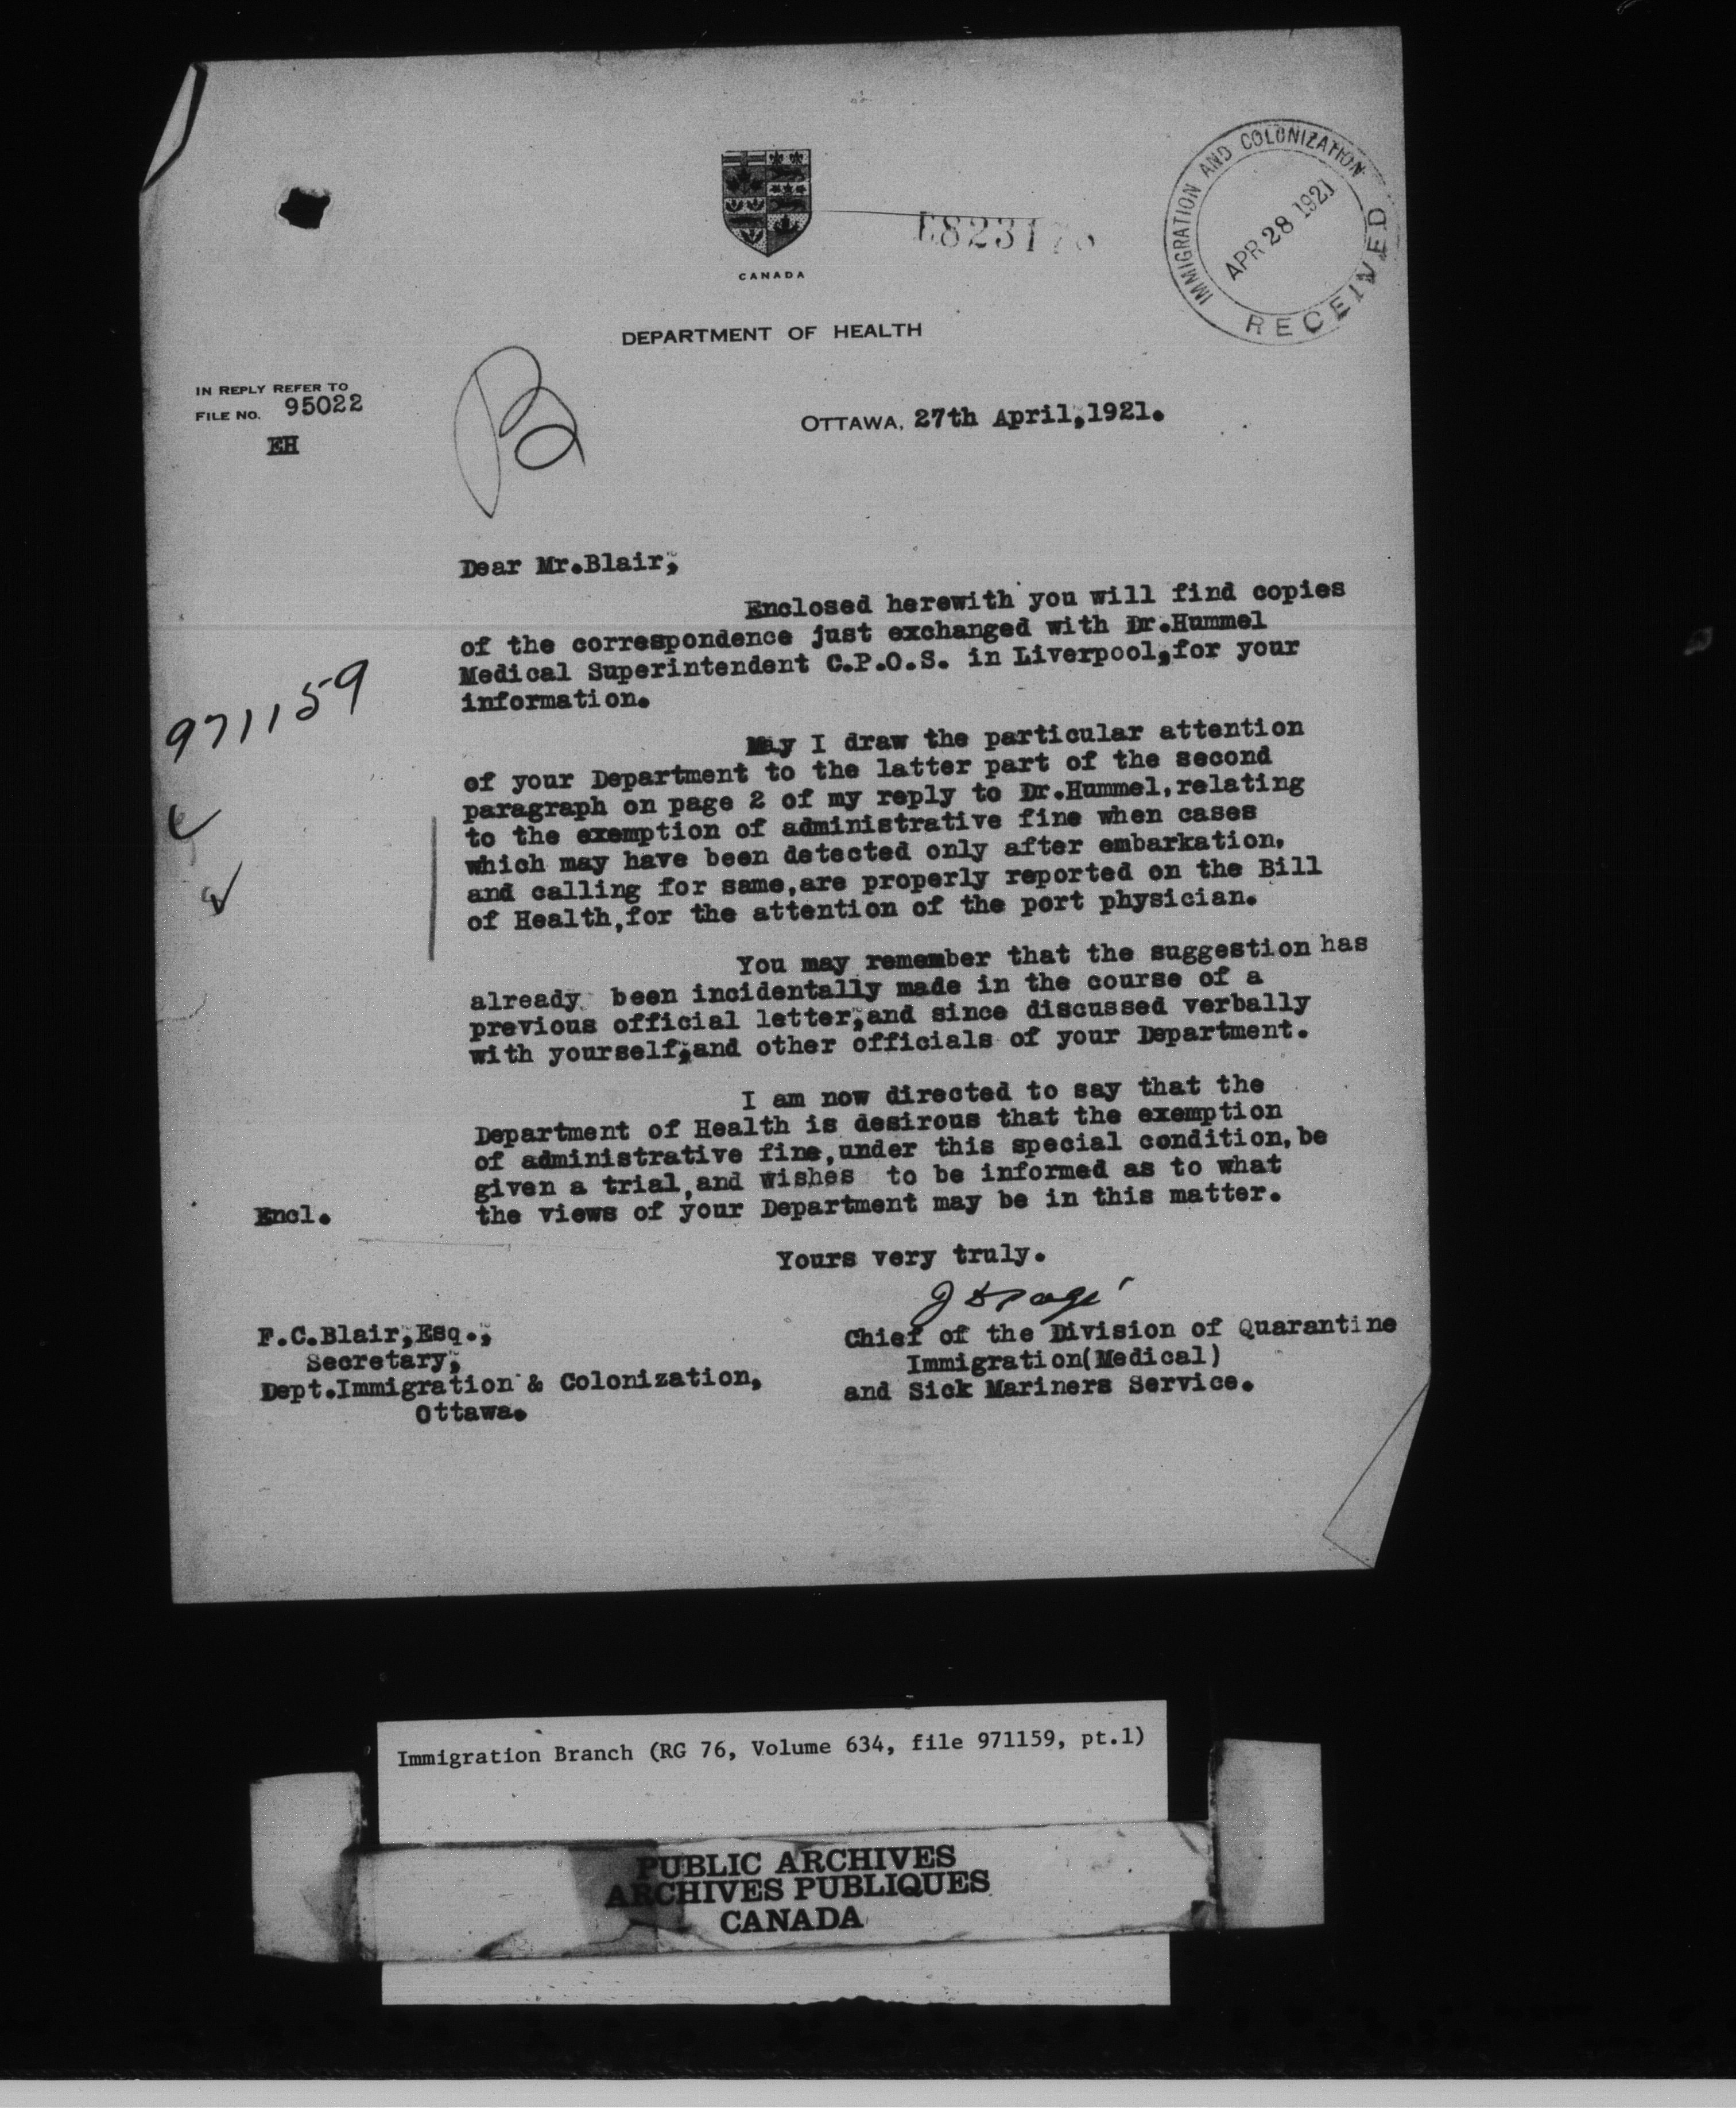 CANADA
IMMIGRATION AND COLONIZATION
APR 28 1921
RECEIVED
DEPARTMENT OF HEALTH
IN REPLY REFER TO
FILE NO. 95022
EH
OTTAWA, 27th April,1921.
Dear Mr.Blair,
Enclosed herewith you will find copies
of the correspondence just exchanged with Dr.Hummel
Medical Superintendent C.P.O.S. in Liverpool,for your
information.
971159
May I draw the particular attention
of your Department to the latter part of the second
paragraph on page 2 of my reply to Dr.Hummel,relating
to the exemption of administrative fine when cases
which may have been detected only after embarkation,
and calling for same,are properly reported on the Bill
of Health,for the attention of the port physician.
You may remember that the suggestion has
already been incidentally made in the course of a
previous official letter,and since discussed verbally
with yourself,and other officials of your Department.
I am now directed to say that the
Department of Health is desirous that the exemption
of administrative fine,under this special condition,be
given a trial,and wishes to be informed as to what
the views of your Department may be in this matter.
Encl.
Yours very truly.
J D Pagé
Chief of the Division of Quarantine
Immigration(Medical)
and Sick Mariners Service.
F.C.Blair,Esq.,
Secretary,
Dept.Immigration & Colonization,
Ottawa.
Immigration Branch (RG 76, Volume 634, file 971159, pt.1)
PUBLIC ARCHIVES
ARCHIVES PUBLIQUES
CANADA